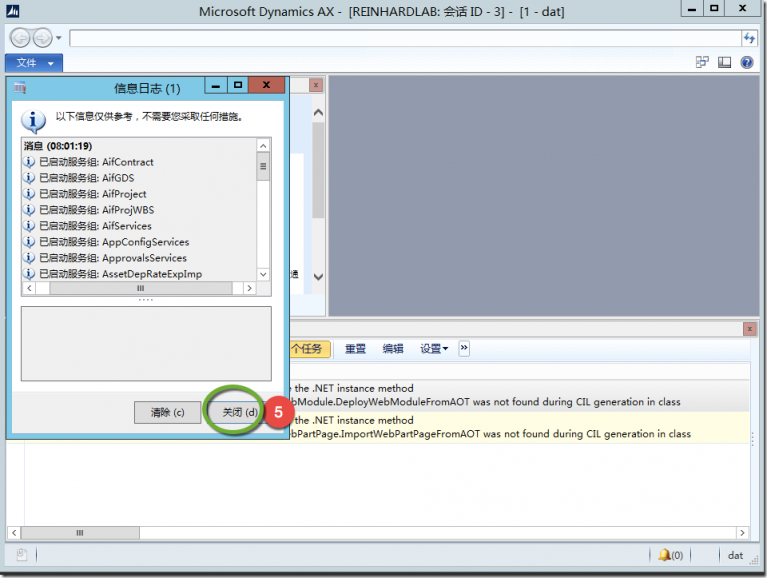 Microsoft Dynamics AX - [REINHARDLAB: 会话 ID - 3] - [1 - dat]
文件
信息日志 (1)
以下信息仅供参考，不需要您采取任何措施。
消息 (08:01:19)
已启动服务组: AifContract
已启动服务组: AifGDS
已启动服务组: AifProject
已启动服务组: AifProjWBS
已启动服务组: AifServices
已启动服务组: AppConfigServices
已启动服务组: ApprovalsServices
已启动服务组: AssetDepRateExpImp
通
个任务 重置 编辑 设置
e the .NET instance method
bModule.DeployWebModuleFromAOT was not found during CIL generation in class
清除 (c) 关闭 (d) 5
e the .NET instance method
bPartPage.ImportWebPartPageFromAOT was not found during CIL generation in class
(0) dat